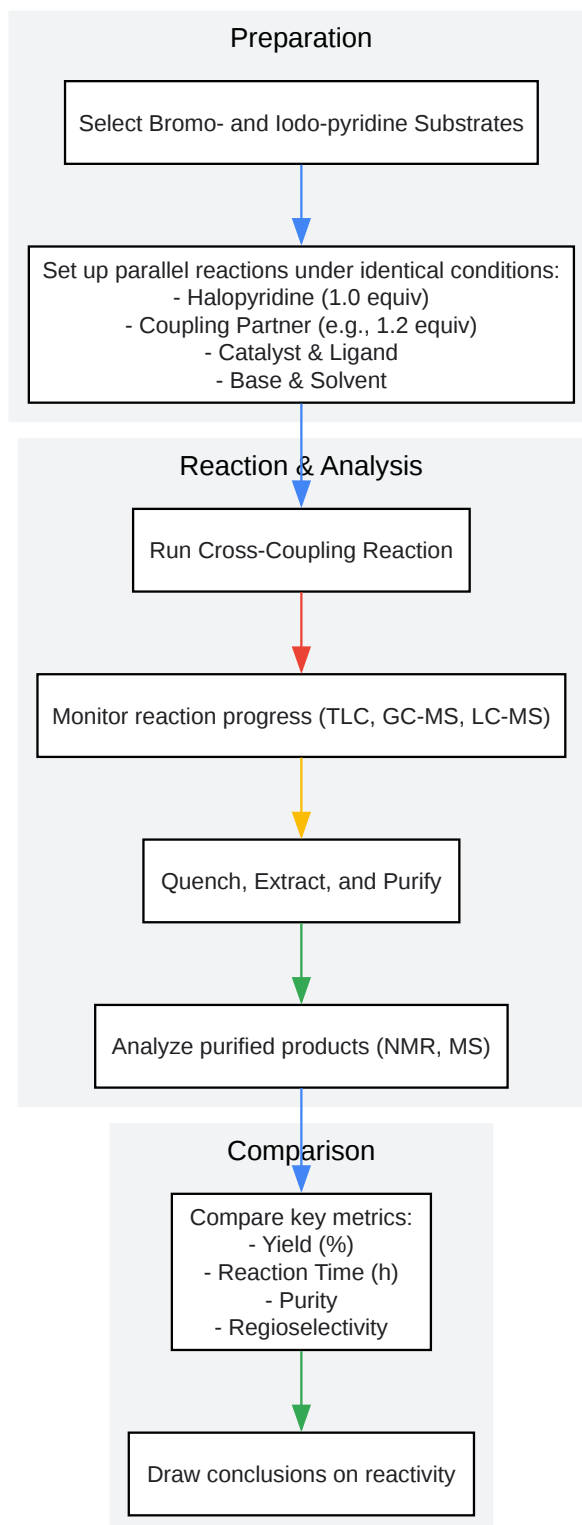 Preparation
Select Bromo- and Iodo-pyridine Substrates
Set up parallel reactions under identical conditions:
- Halopyridine (1.0 equiv)
- Coupling Partner (e.g., 1.2 equiv)
- Catalyst & Ligand
- Base & Solvent
Reaction & Analysis
Run Cross-Coupling Reaction
Monitor reaction progress (TLC, GC-MS, LC-MS)
Quench, Extract, and Purify
Analyze purified products (NMR, MS)
Comparison
Compare key metrics:
- Yield (%)
- Reaction Time (h)
- Purity
- Regioselectivity
Draw conclusions on reactivity